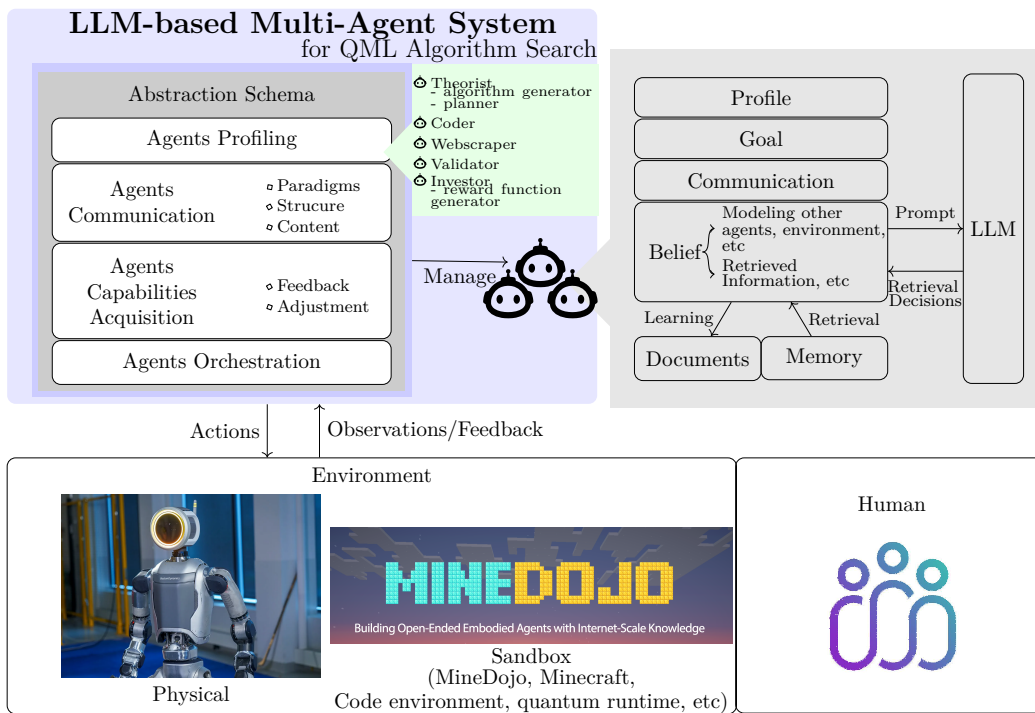 LLM-based Multi-Agent System
for QML Algorithm Search
Abstraction Schema
Agents Profiling
Agents
Communication
Paradigms
Strucure
Content
Agents
Capabilities
Acquisition
Feedback
Adjustment
Agents Orchestration
Theorist
- algorithm generator
- planner
Coder
Webscraper
Validator
Investor
- reward function
generator
Manage
Profile
Goal
Communication
Belief
Modeling other
agents, environment,
etc
Retrieved
Information, etc
Prompt
LLM
Retrieval
Decisions
Learning
Retrieval
Documents
Memory
Actions
Observations/Feedback
Environment
Physical
MINEDOJO
Building Open-Ended Embodied Agents with Internet-Scale Knowledge
Sandbox
(MineDojo, Minecraft,
Code environment, quantum runtime, etc)
Human